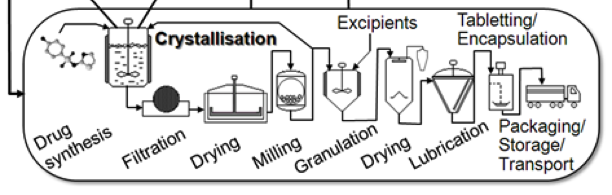 Excipients
Tabletting/
Encapsulation
Crystallisation
Drug
synthesis
Filtration
Drying
Milling
Granulation
Drying
Lubrication
Packaging/
Storage/
Transport